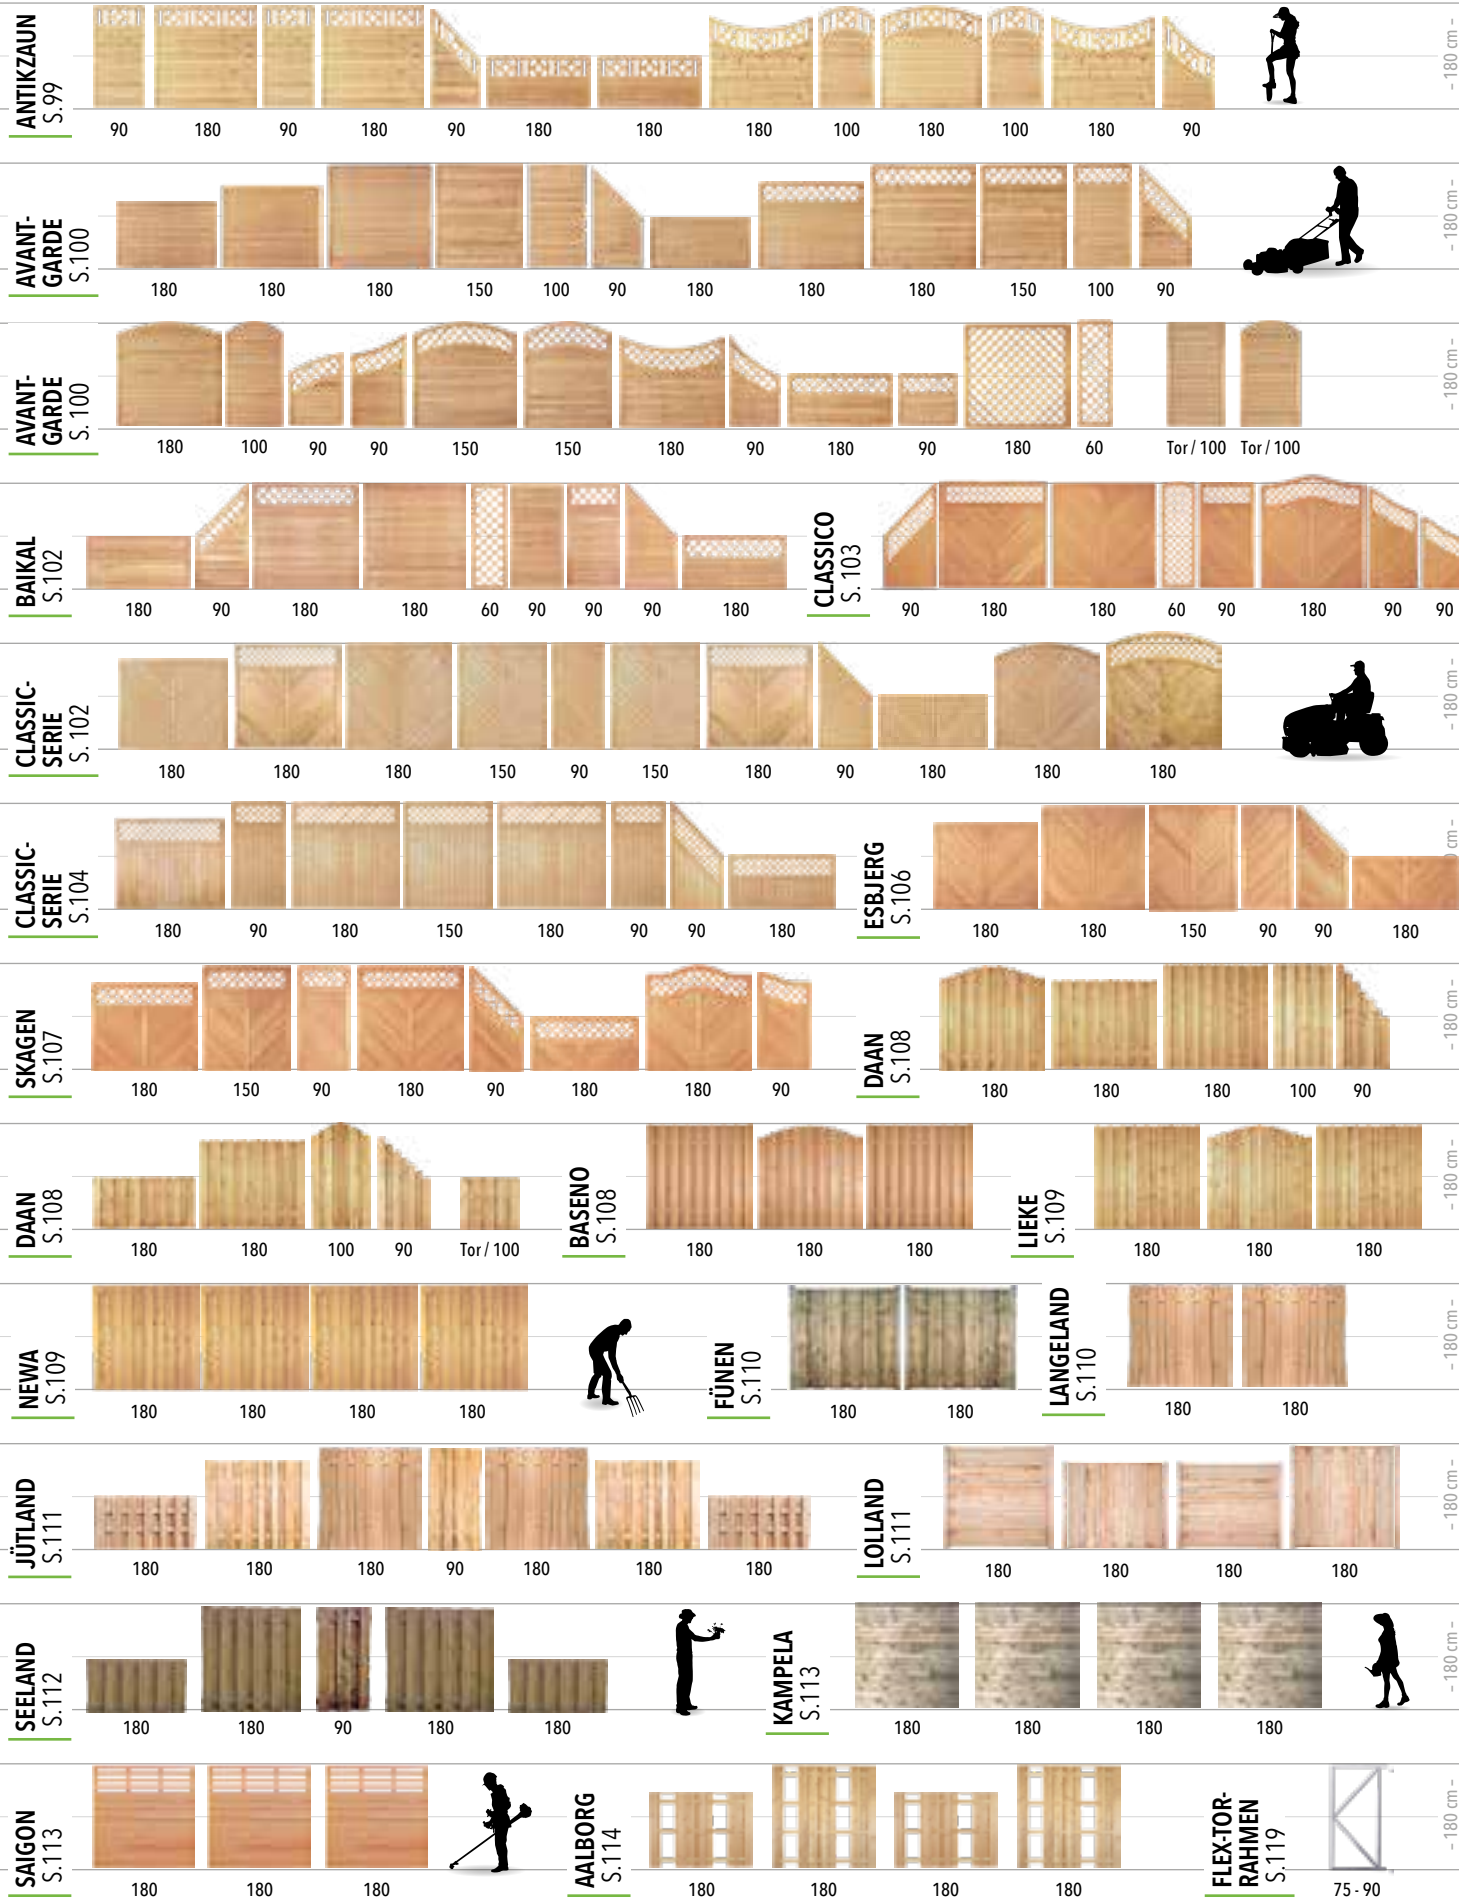 ANTIKZAUN
S.99
90 180 90 180 90 180 180 180 100 180 100 180 90
- 180 cm -
AVANT-
GARDE
S.100
180 180 180 150 100 90 180 180 180 150 100 90
- 180 cm -
AVANT-
GARDE
S. 100
180 100 90 90 150 150 180 90 180 90 180 60 Tor / 100 Tor / 100
- 180 cm -
BAIKAL
S.102
180 90 180 180 60 90 90 90 180
CLASSICO
S. 103
90 180 180 60 90 180 90 90
CLASSIC-
SERIE
S. 102
180 180 180 150 90 150 180 90 180 180 180
- 180 cm -
CLASSIC-
SERIE
S.104
180 90 180 150 180 90 90 180
ESBJERG
S.106
180 180 150 90 90 180
cm -
SKAGEN
S.107
180 150 90 180 90 180 180 90
DAAN
S.108
180 180 180 100 90
- 180 cm -
DAAN
S.108
180 180 100 90 Tor / 100
BASENO
S.108
180 180 180
LIEKE
S.109
180 180 180
- 180 cm -
NEWA
S.109
180 180 180 180
FÜNEN
S.110
180 180
LANGELAND
S.110
180 180
- 180 cm -
JÜTLAND
S.111
180 180 180 90 180 180 180
LOLLAND
S.111
180 180 180 180
- 180 cm -
SEELAND
S.112
180 180 90 180 180
KAMPELA
S.113
180 180 180 180
- 180 cm -
SAIGON
S.113
180 180 180
AALBORG
S.114
180 180 180 180
FLEX-TOR-
RAHMEN
S.119
75 - 90
- 180 cm -